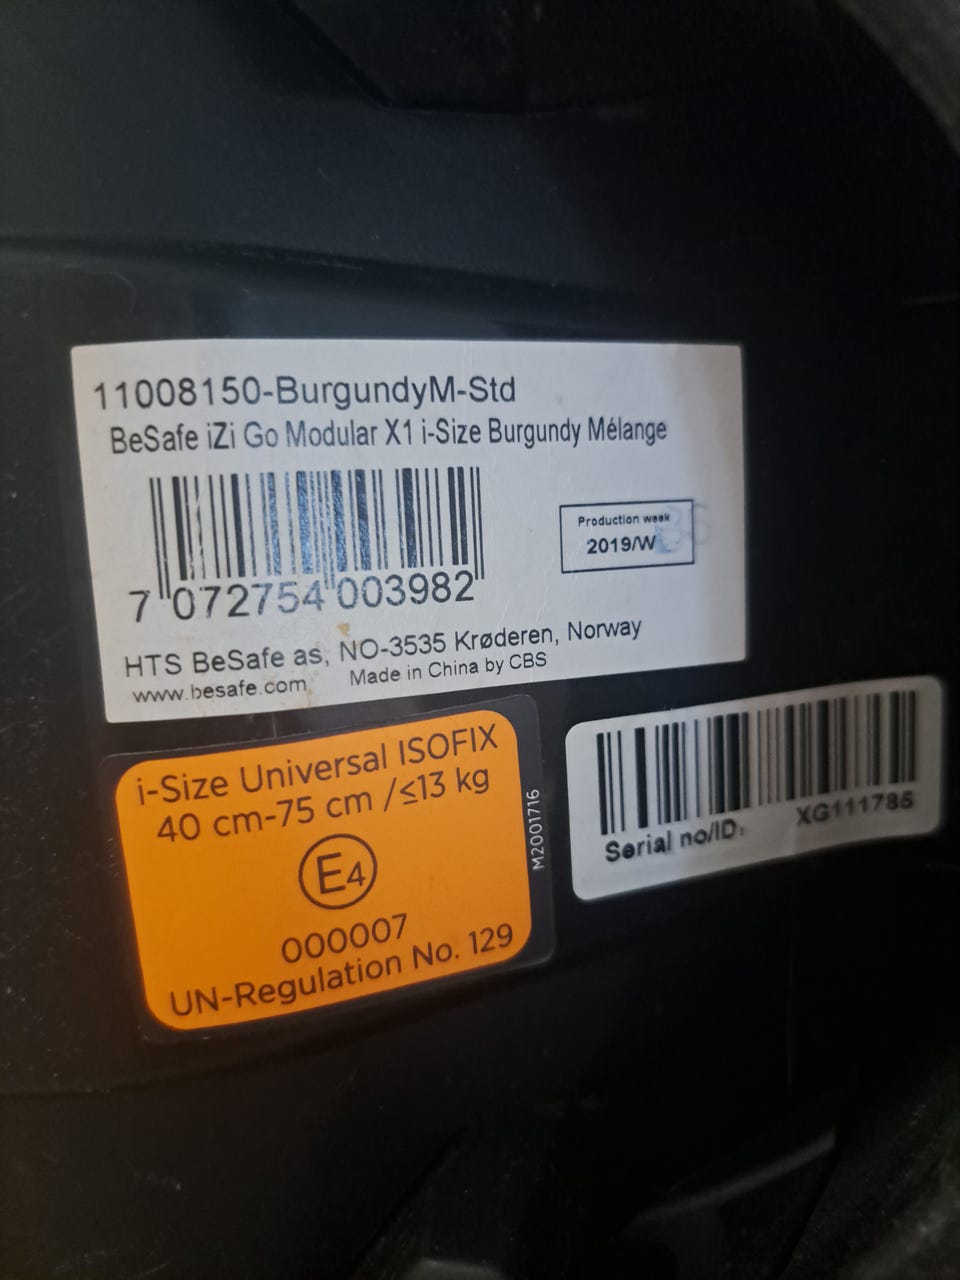 11008150-BurgundyM-Std
BeSafe iZi Go Modular X1 i-Size Burgundy Mélange
7 072754 003982
Production week
2019/W
HTS BeSafe as, NO-3535 Krøderen, Norway
www.besafe.com Made in China by CBS
i-Size Universal ISOFIX
40 cm-75 cm /≤13 kg
E4
000007
UN-Regulation No. 129
M2001716
XG111785
Serial no/ID: